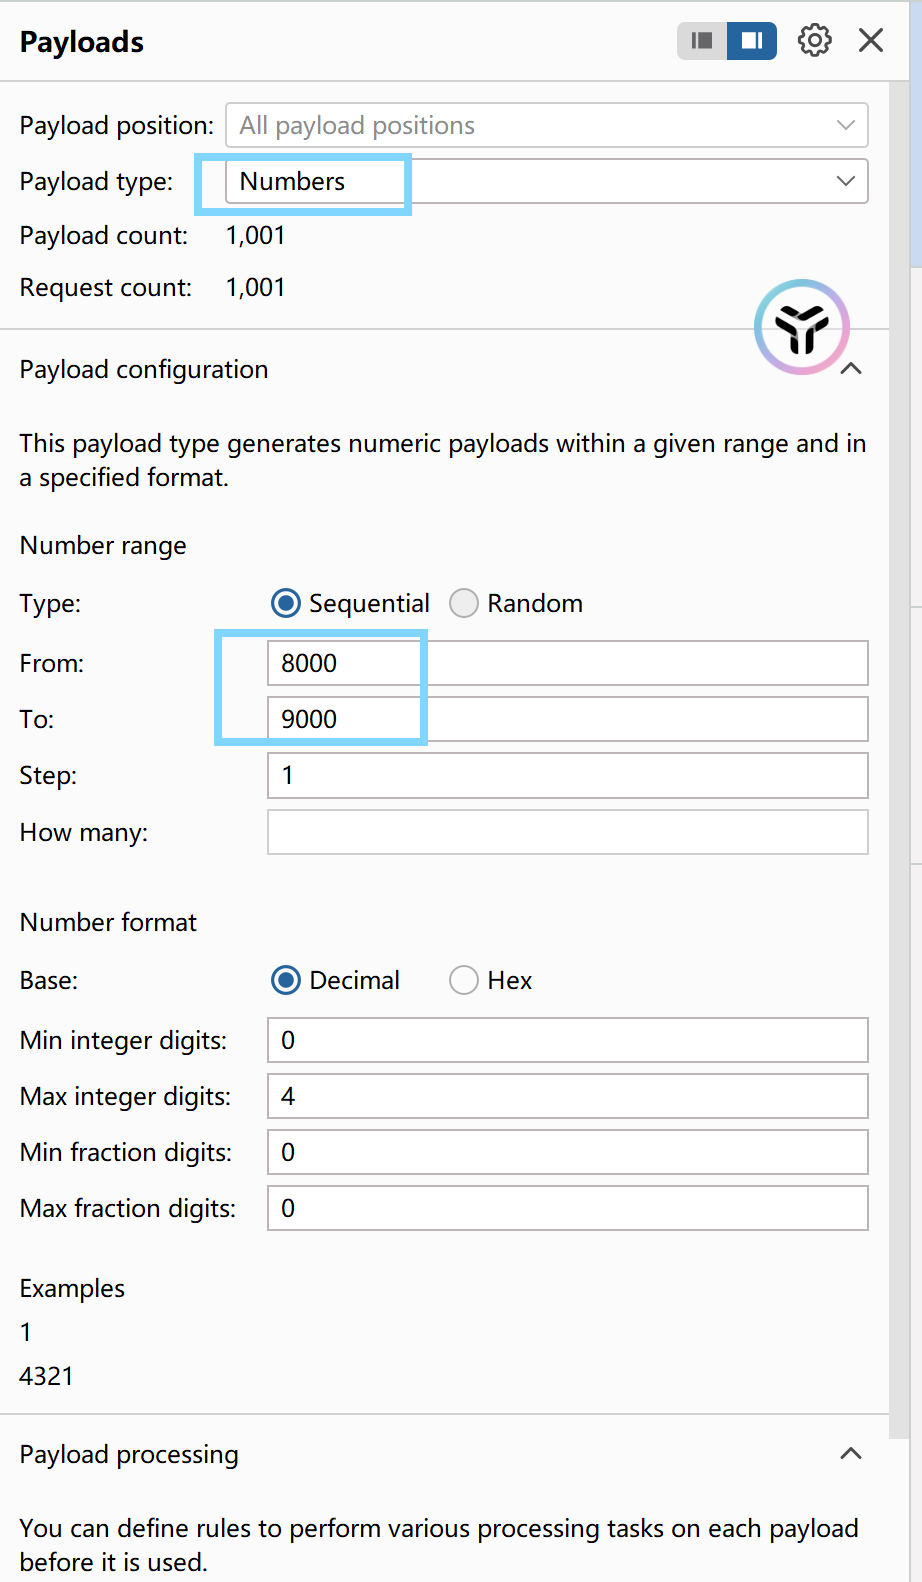 Payloads
Payload position: All payload positions
Payload type: Numbers
Payload count: 1,001
Request count: 1,001
Payload configuration
This payload type generates numeric payloads within a given range and in
a specified format.
Number range
Type: Sequential Random
From: 8000
To: 9000
Step: 1
How many:
Number format
Base: Decimal Hex
Min integer digits: 0
Max integer digits: 4
Min fraction digits: 0
Max fraction digits: 0
Examples
1
4321
Payload processing
You can define rules to perform various processing tasks on each payload
before it is used.